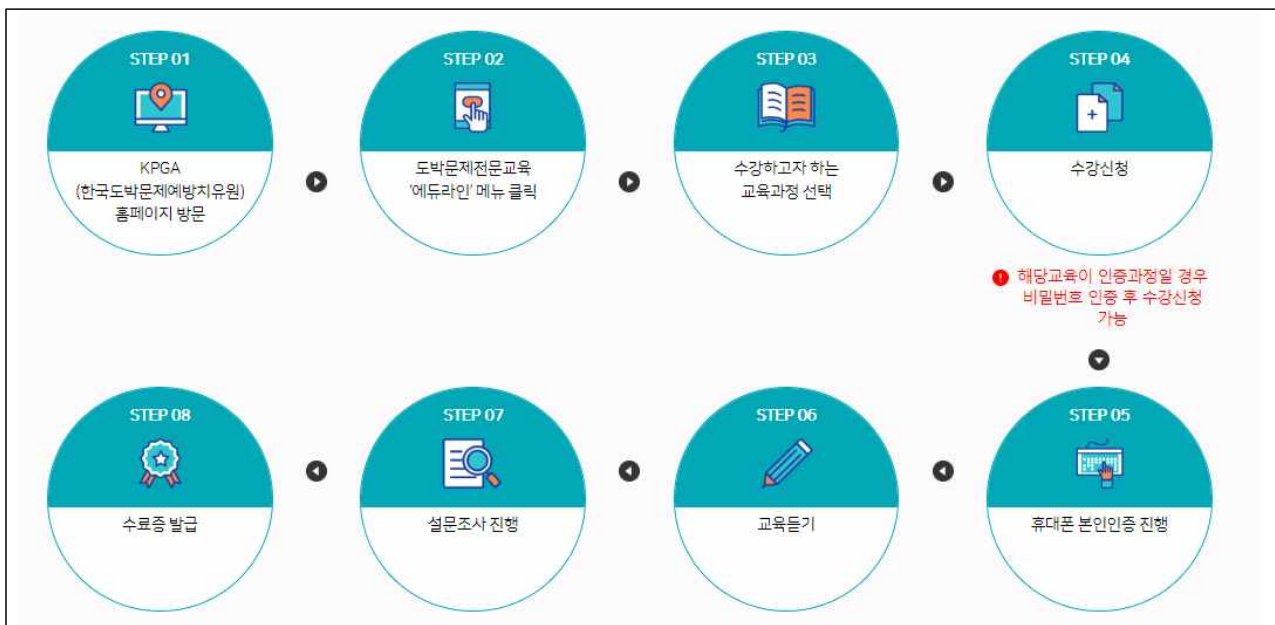 STEP 01
KPGA
(한국도박문제예방치유원)
홈페이지 방문
STEP 02
도박문제전문교육
'에듀라인' 메뉴 클릭
STEP 03
수강하고자 하는
교육과정 선택
STEP 04
수강신청
해당교육이 인증과정일 경우
비밀번호 인증 후 수강신청
가능
STEP 05
휴대폰 본인인증 진행
STEP 06
교육듣기
STEP 07
설문조사 진행
STEP 08
수료증 발급